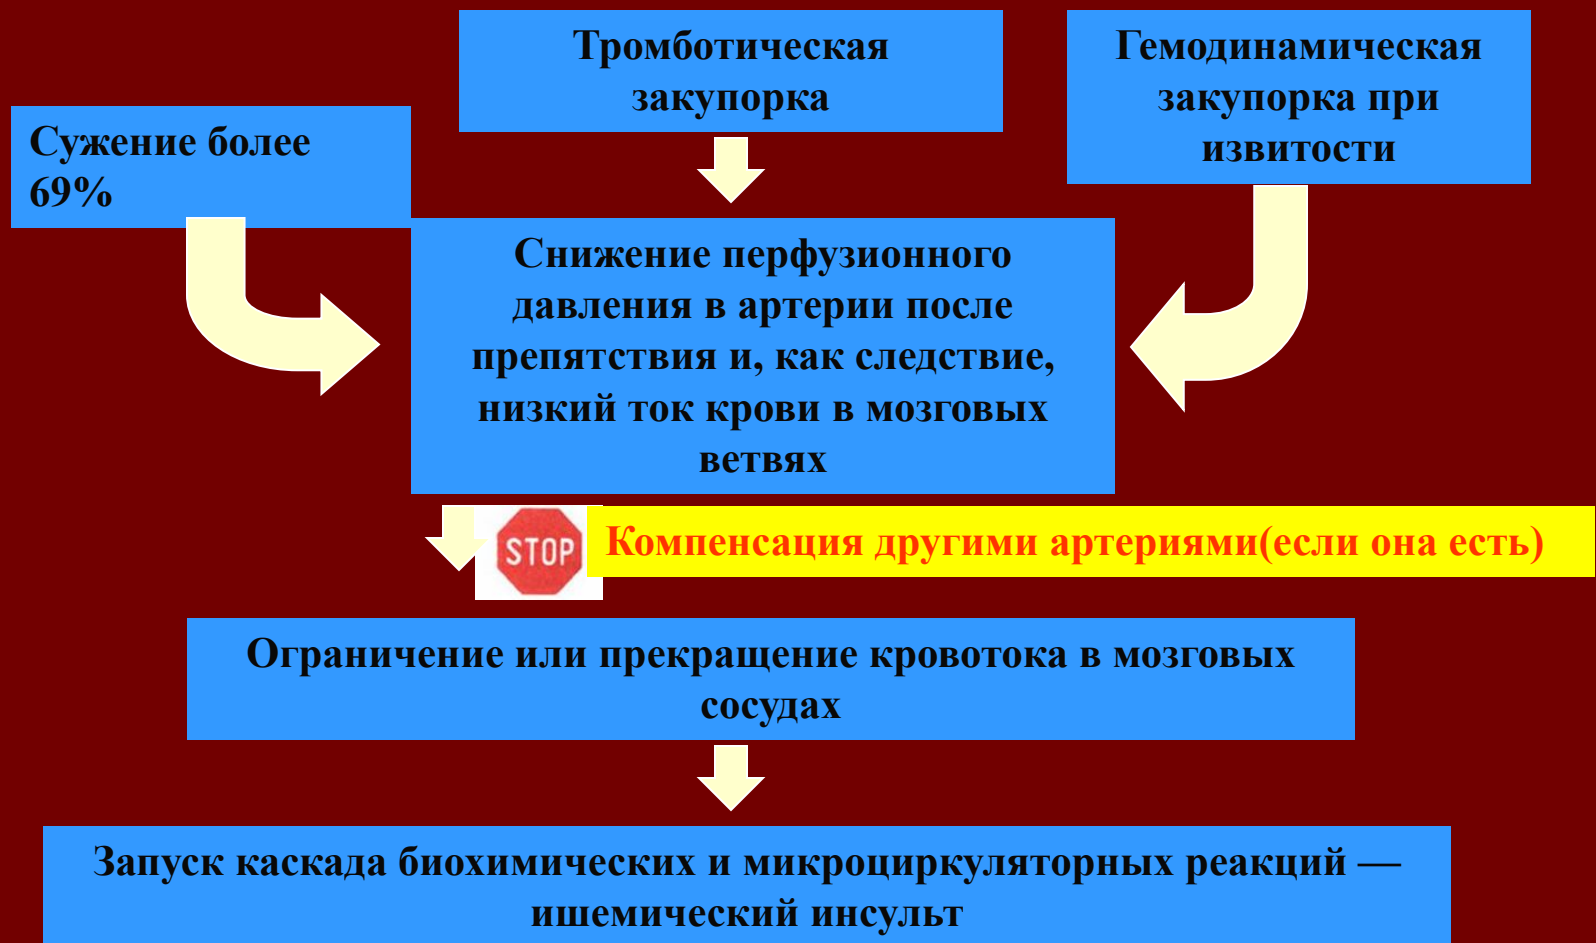 Тромботическая
закупорка
Гемодинамическая
закупорка при
извитости
Сужение более
69%
Снижение перфузионного
давления в артерии после
препятствия и, как следствие,
низкий ток крови в мозговых
ветвях
STOP
Компенсация другими артериями(если она есть)
Ограничение или прекращение кровотока в мозговых
сосудах
Запуск каскада биохимических и микроциркуляторных реакций —
ишемический инсульт